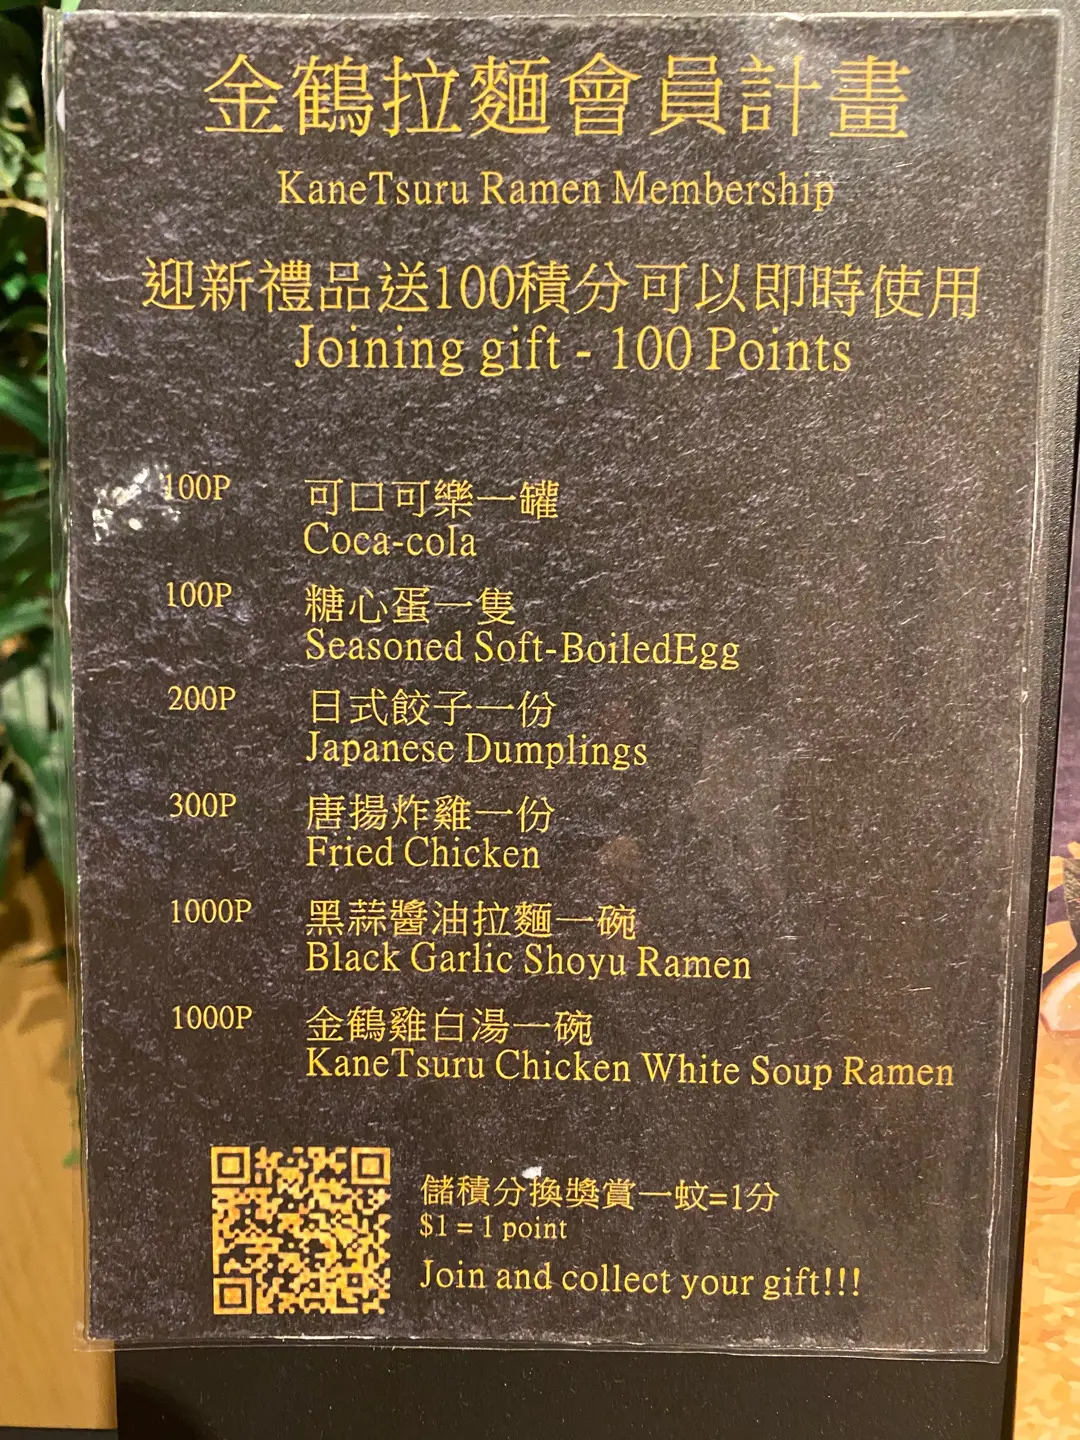 金鶴拉麵會員計畫
KaneTsuru Ramen Membership
迎新禮品送100積分可以即時使用
Joining gift - 100 Points
100P 可口可樂一罐
Coca-cola
100P 糖心蛋一隻
Seasoned Soft-BoiledEgg
200P 日式餃子一份
Japanese Dumplings
300P 唐揚炸雞一份
Fried Chicken
1000P 黑蒜醬油拉麵一碗
Black Garlic Shoyu Ramen
1000P 金鶴雞白湯一碗
KaneTsuru Chicken White Soup Ramen
儲積分換獎賞一蚊=1分
$1 = 1 point
Join and collect your gift!!!